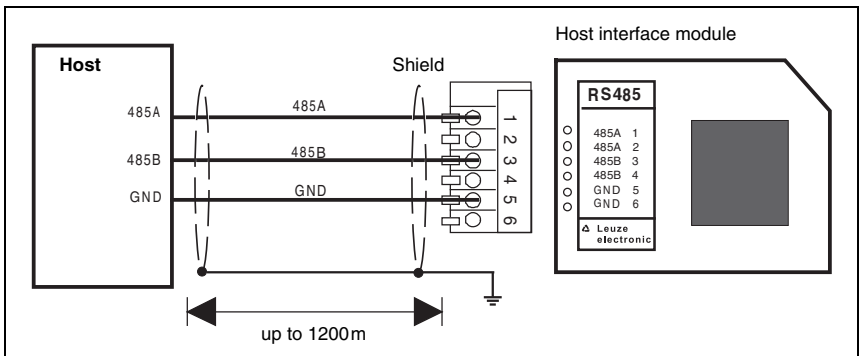 Host interface module
Host
Shield
RS485
485A
485A
1
2
3
4
5
6
485B
485B
GND
GND
485A 1
485A 2
485B 3
485B 4
GND 5
GND 6
Leuze
electronic
up to 1200m